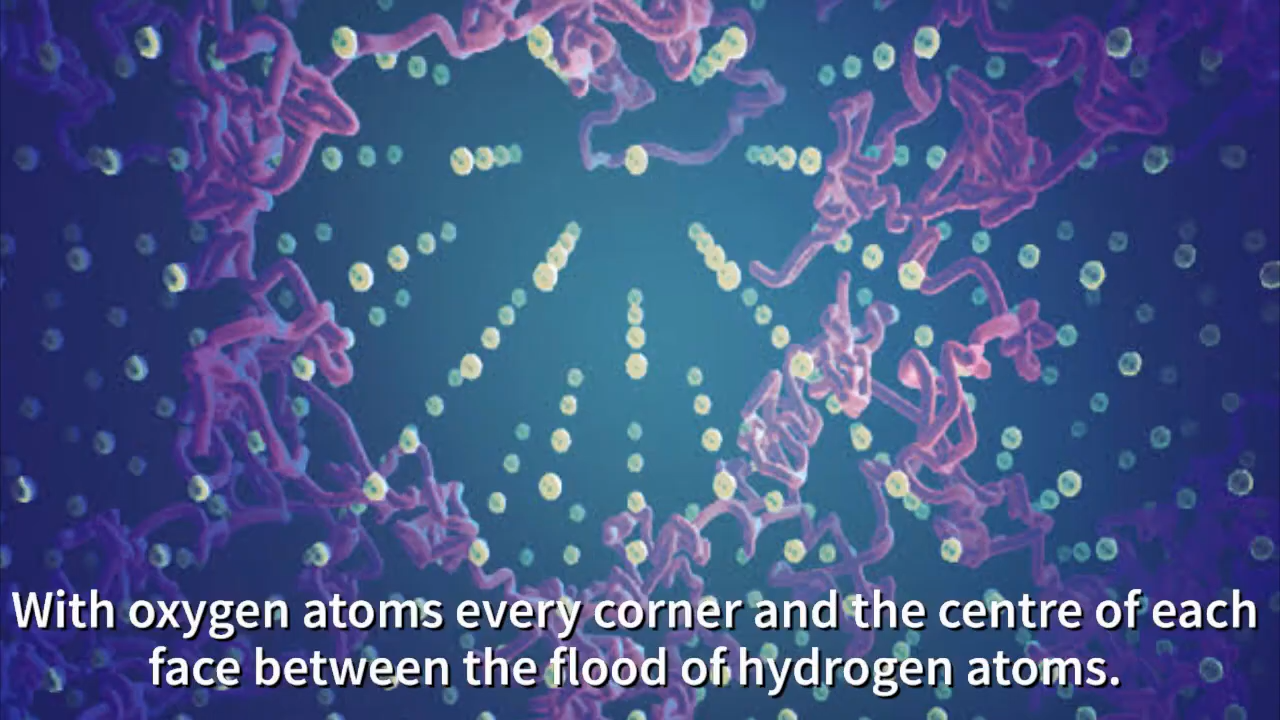 With oxygen atoms every corner and the centre of each
face between the flood of hydrogen atoms.